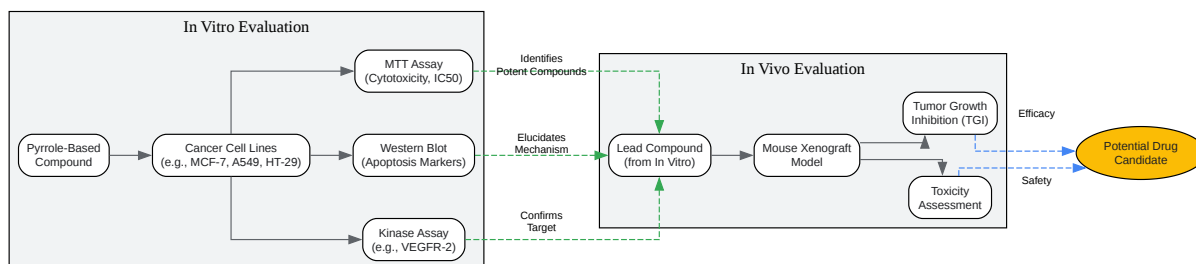 In Vitro Evaluation
Pyrrole-Based
Compound
Cancer Cell Lines
(e.g., MCF-7, A549, HT-29)
MTT Assay
(Cytotoxicity, IC50)
Western Blot
(Apoptosis Markers)
Kinase Assay
(e.g., VEGFR-2)
Identifies
Potent Compounds
Elucidates
Mechanism
Confirms
Target
In Vivo Evaluation
Lead Compound
(from In Vitro)
Mouse Xenograft
Model
Tumor Growth
Inhibition (TGI)
Toxicity
Assessment
Efficacy
Safety
Potential Drug
Candidate